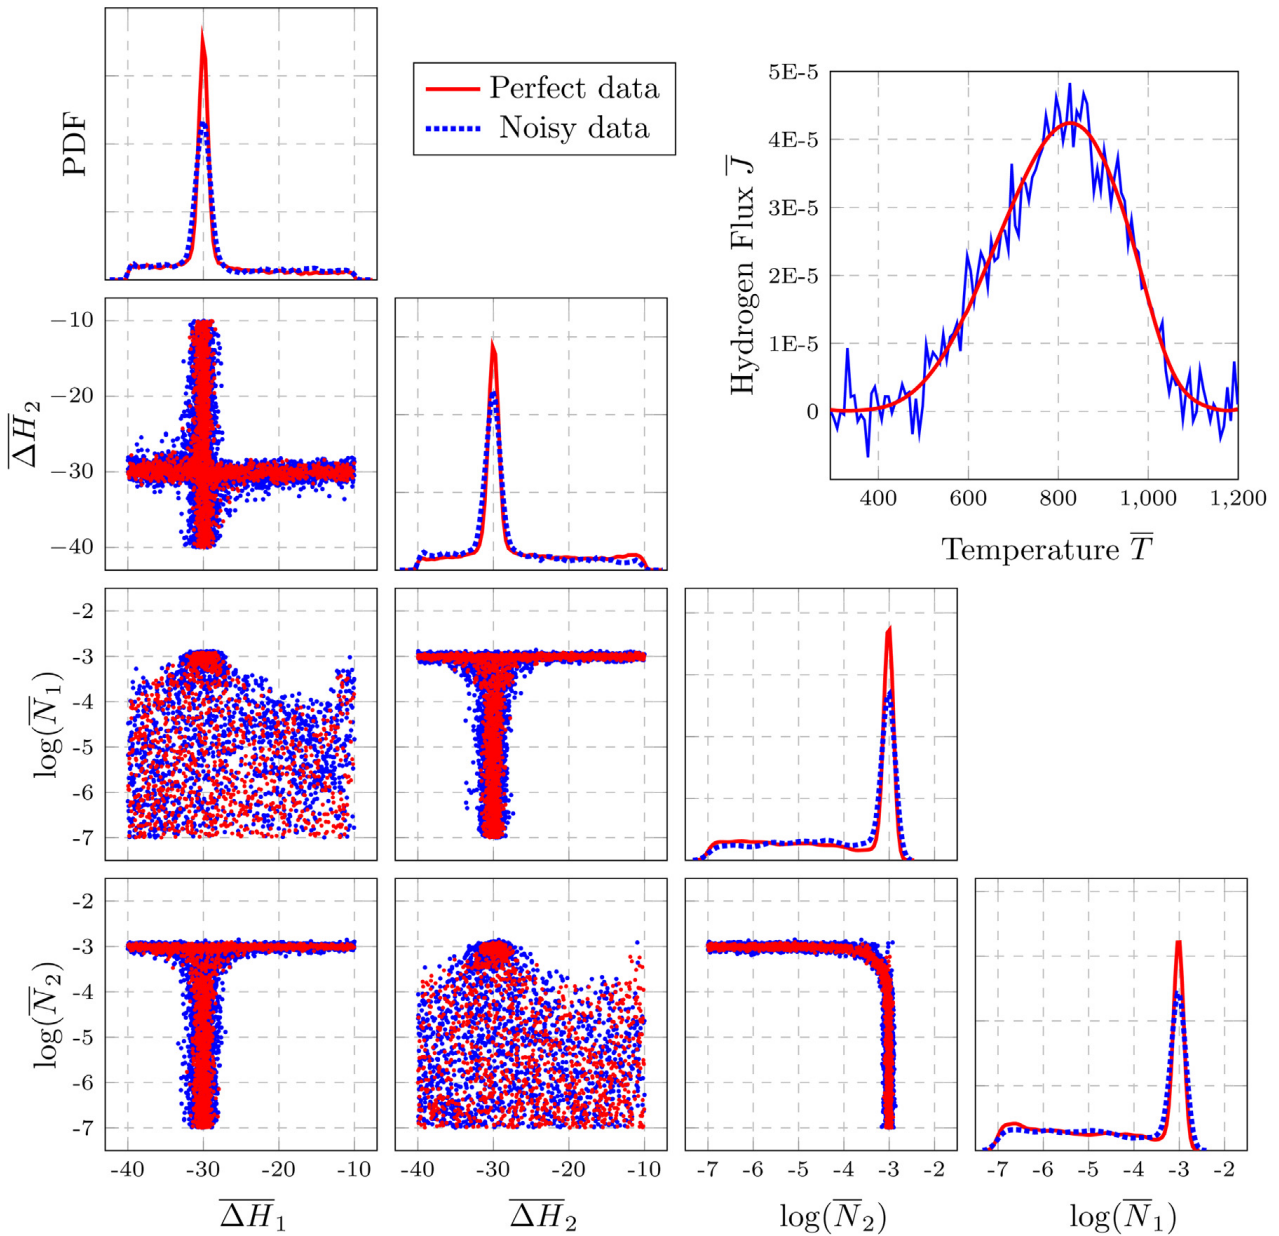 PDF
Perfect data
Noisy data
5E-5
4E-5
3E-5
2E-5
1E-5
0
Hydrogen Flux J̅
400 600 800 1,000 1,200
Temperature T̅
−10
−20
−30
−40
Δ̅H̅₂
-2
-3
-4
-5
-6
-7
log(N̅₁)
-2
-3
-4
-5
-6
-7
log(N̅₂)
-40 -30 -20 -10
-40 -30 -20 -10
-7 -6 -5 -4 -3 -2
-7 -6 -5 -4 -3 -2
Δ̅H̅₁
Δ̅H̅₂
log(N̅₂)
log(N̅₁)